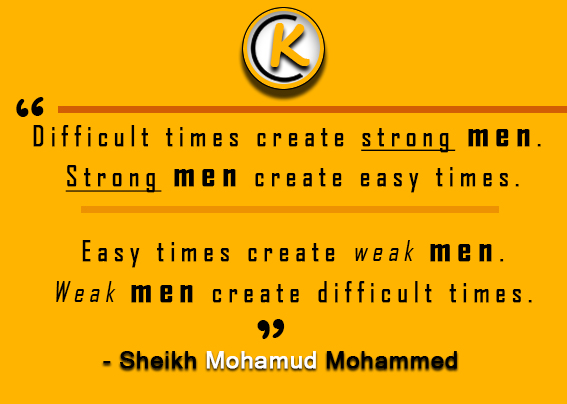 K
“
Difficult times create strong men.
Strong men create easy times.
Easy times create weak men.
Weak men create difficult times.
”
- Sheikh Mohamud Mohammed